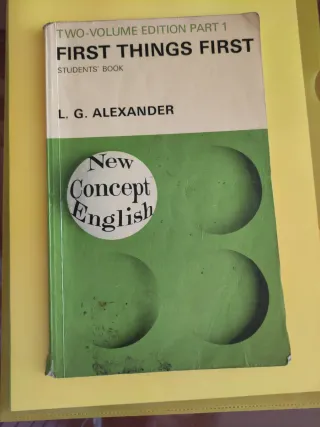 TWO-VOLUME EDITION PART 1
FIRST THINGS FIRST
STUDENTS' BOOK
L. G. ALEXANDER
New
Concept
English